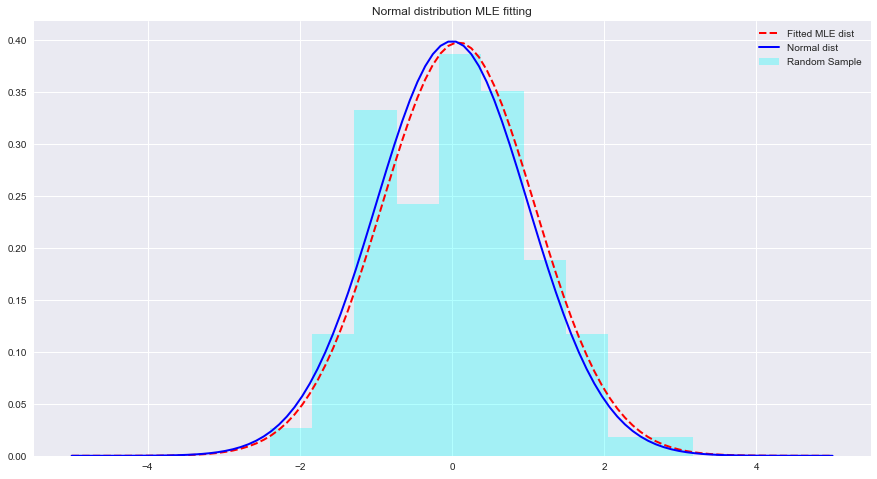 Normal distribution MLE fitting
Fitted MLE dist
Normal dist
Random Sample
0.40
0.35
0.30
0.25
0.20
0.15
0.10
0.05
0.00
−4 −2 0 2 4